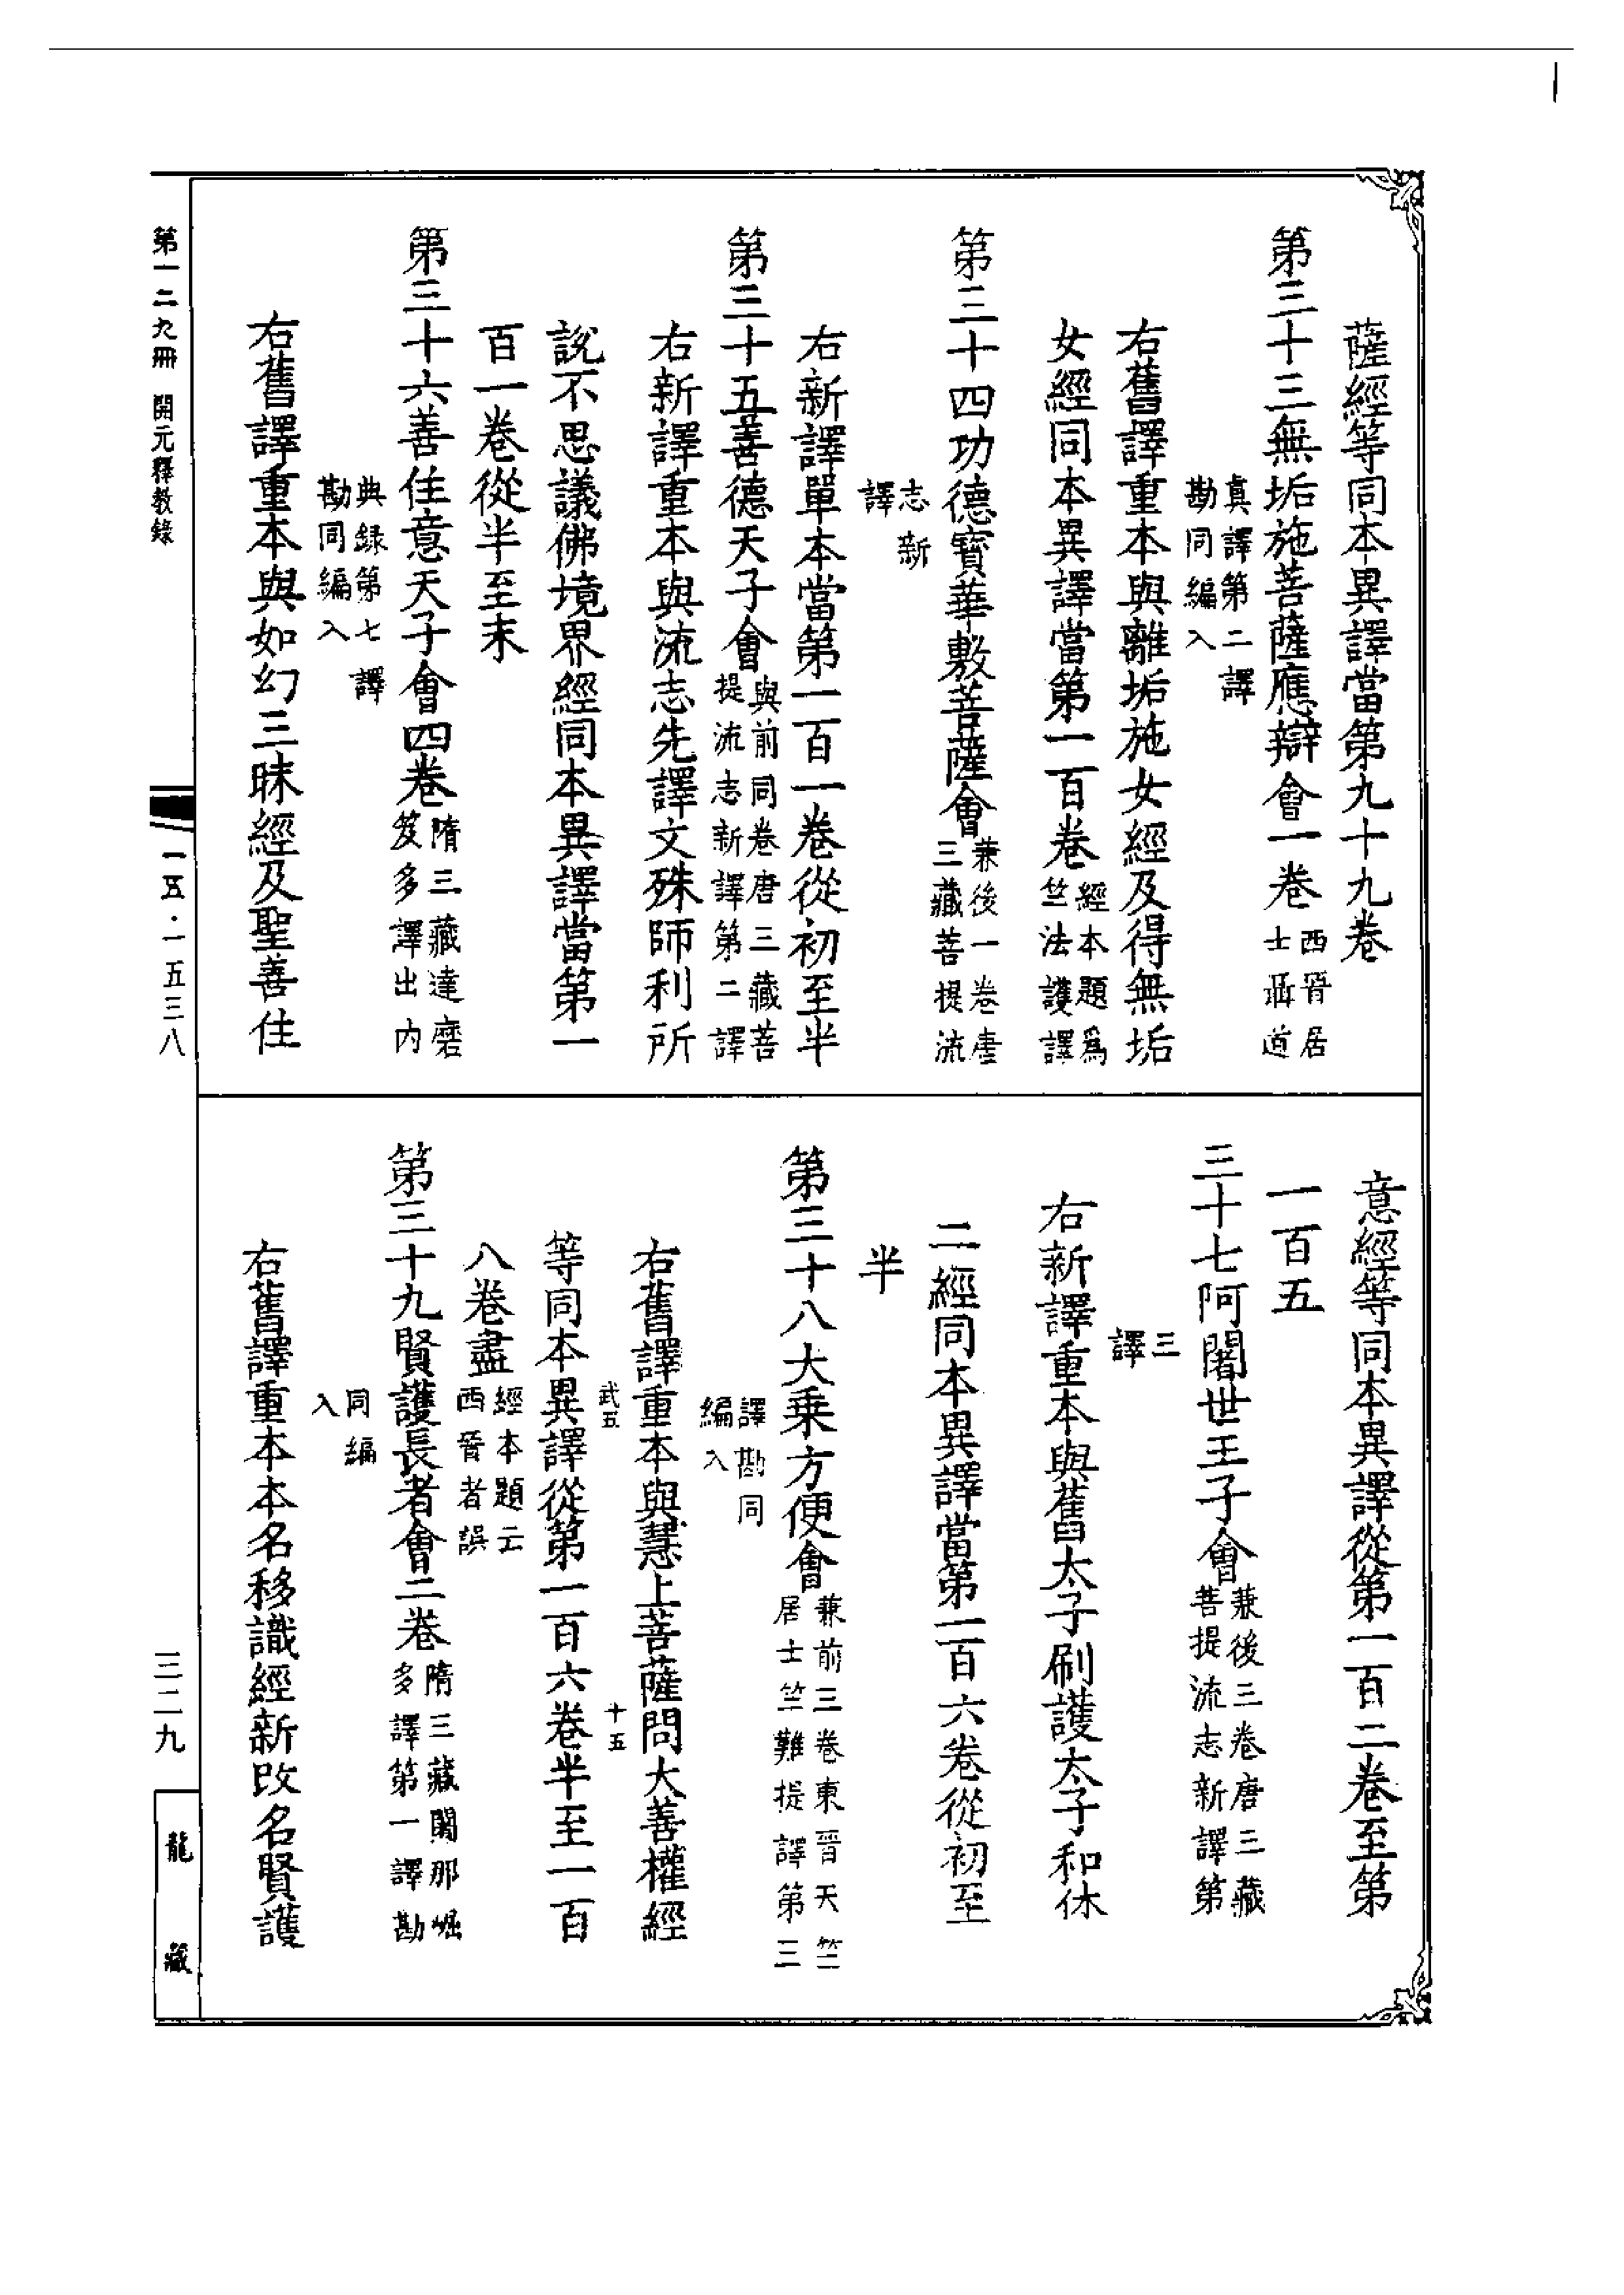 薩經等同本異譯當第九十九卷
第三十三無垢施菩薩應辯會一卷西晉居士聶道
真譯第二譯勘同編入
右舊譯重本與離垢施女經及得無垢
女經同本異譯當第一百卷經本題為竺法護譯
第三十四功德寶華敷菩薩會兼後一卷唐三藏菩提流
志新譯
右新譯單本當第一百一卷從初至半
第三十五善德天子會與前同卷唐三藏菩提流志新譯第二譯
右新譯重本與流志先譯文殊師利所
說不思議佛境界經同本異譯當第一
百一卷從半至末
第三十六善住意天子會四卷隋三藏達磨笈多譯出內
典錄第七譯勘同編入
右舊譯重本與如幻三昧經及聖善住
意經等同本異譯從第一百二卷至第
一百五
三十七阿闍世王子會兼後三卷唐三藏菩提流志新譯第
三譯
右新譯重本與舊太子刷護太子和休
二經同本異譯當第一百六卷從初至
半
第三十八大乘方便會兼前三卷東晉天竺居士竺難提譯第三
譯勘同編入
右舊譯重本與慧上菩薩問大善權經
武五 十五
等同本異譯從第一百六卷半至一百
八卷盡經本題云西晉者誤
第三十九賢護長者會二卷隋三藏闍那崛多譯第一譯勘
同編入
右舊譯重本本名移識經新改名賢護
第一二九冊 開元釋教錄
一五·一五三八
三二九
龍藏